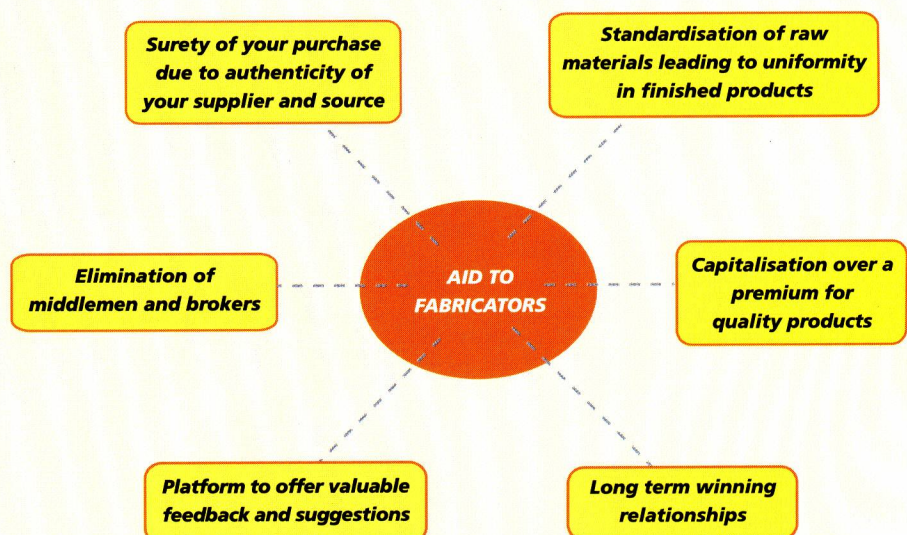 Surety of your purchase
due to authenticity of
your supplier and source
Standardisation of raw
materials leading to uniformity
in finished products
Elimination of
middlemen and brokers
AID TO
FABRICATORS
Capitalisation over a
premium for
quality products
Platform to offer valuable
feedback and suggestions
Long term winning
relationships